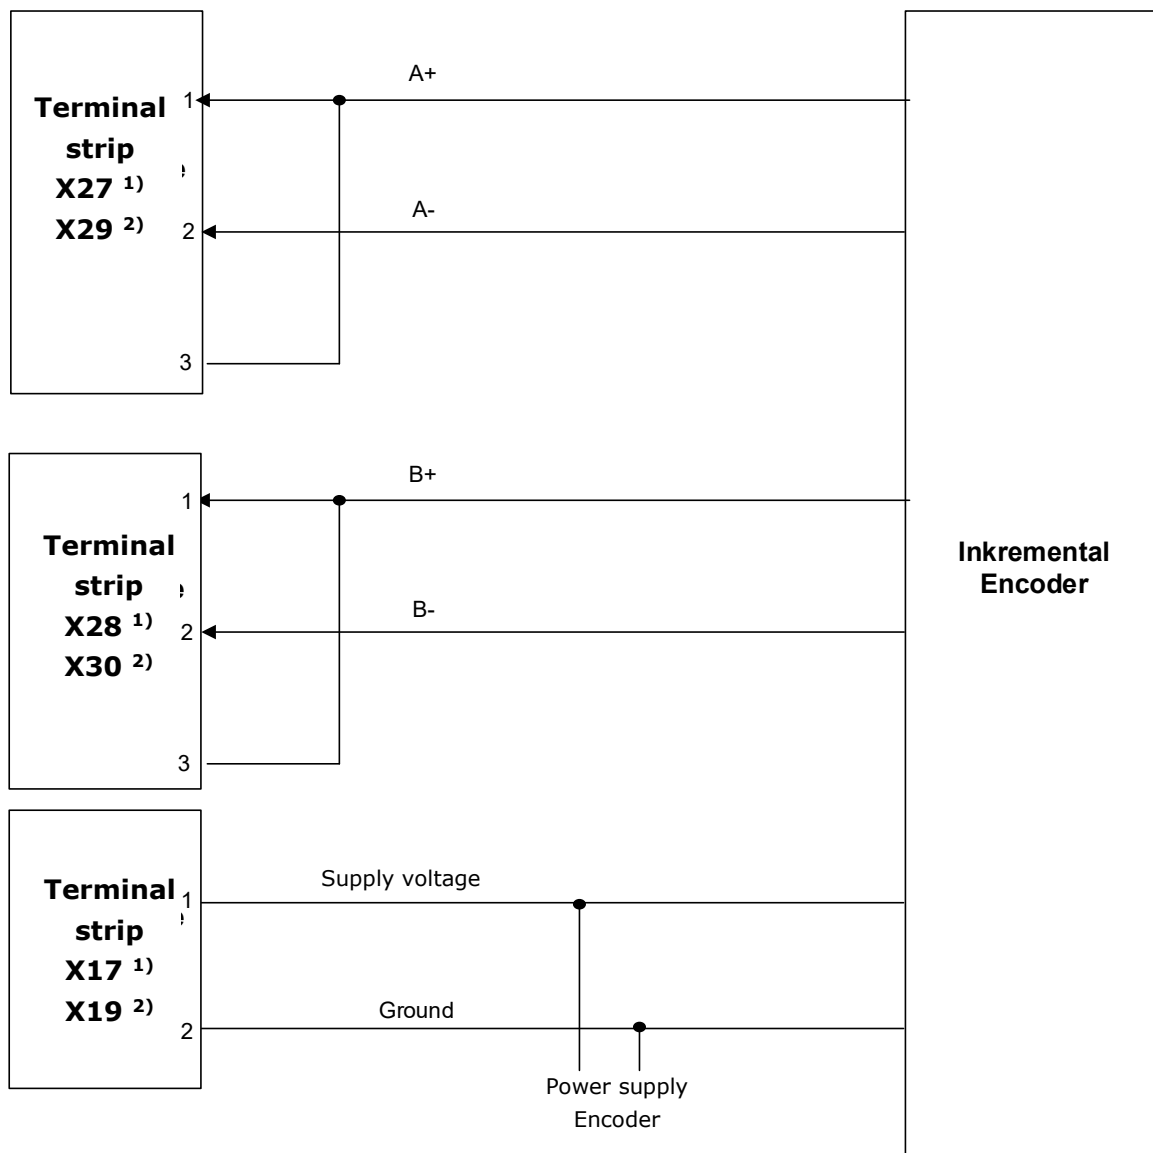 A+
Terminal
strip
X27 1)
X29 2)
1
A-
2
3
B+
1
Terminal
strip
X28 1)
X30 2)
B-
2
3
Inkremental
Encoder
Supply voltage
Terminal
strip
X17 1)
X19 2)
1
Ground
2
Power supply
Encoder